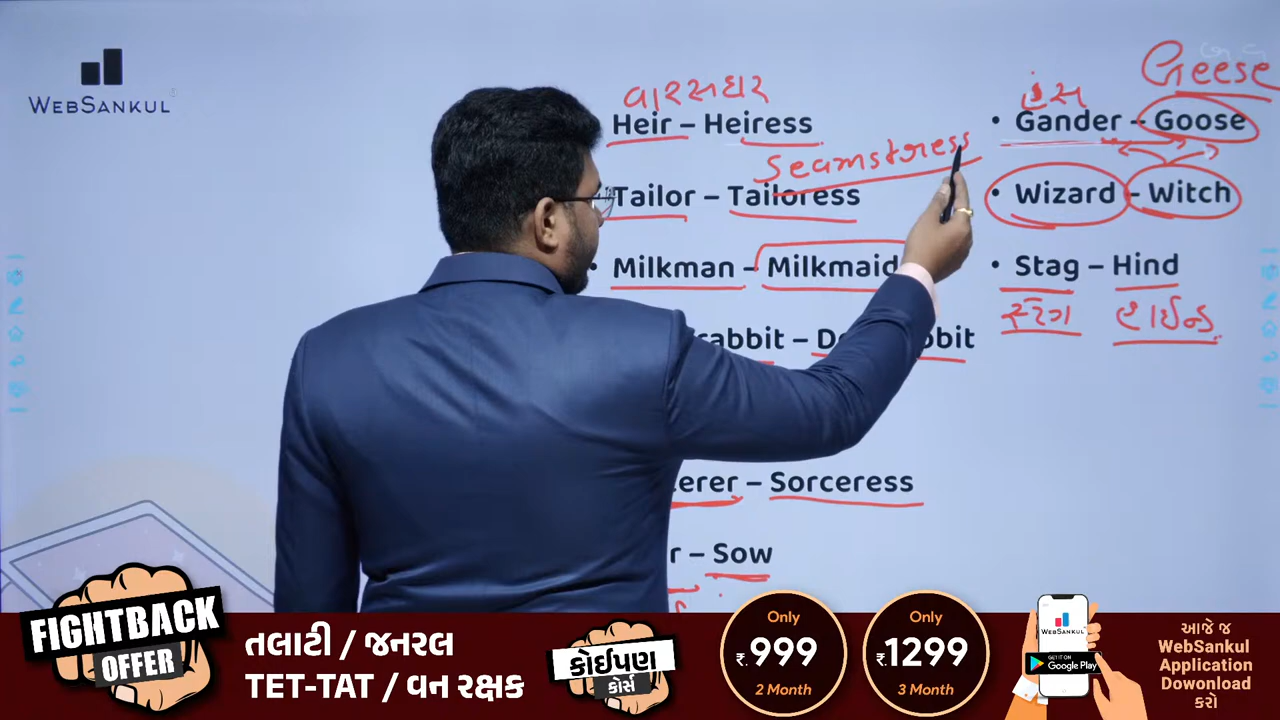 WEBSANKUL
વારસદાર
Heir – Heiress
Seamstress
Tailor – Tailoress
Milkman – Milkmaid
rabbit –
Sorceress
– Sow
Geese
હંસ
• Gander – Goose
• Wizard – Witch
• Stag – Hind
સ્ટેગ હાઈન્ડ
FIGHTBACK
OFFER
તલાટી / જનરલ
TET-TAT / વન રક્ષક
કોઈપણ
કોર્સ
Only
₹.999
2 Month
Only
₹.1299
3 Month
WEBSANKUL
GET IT ON
Google Play
આજે જ
WebSankul
Application
Dowonload
કરો